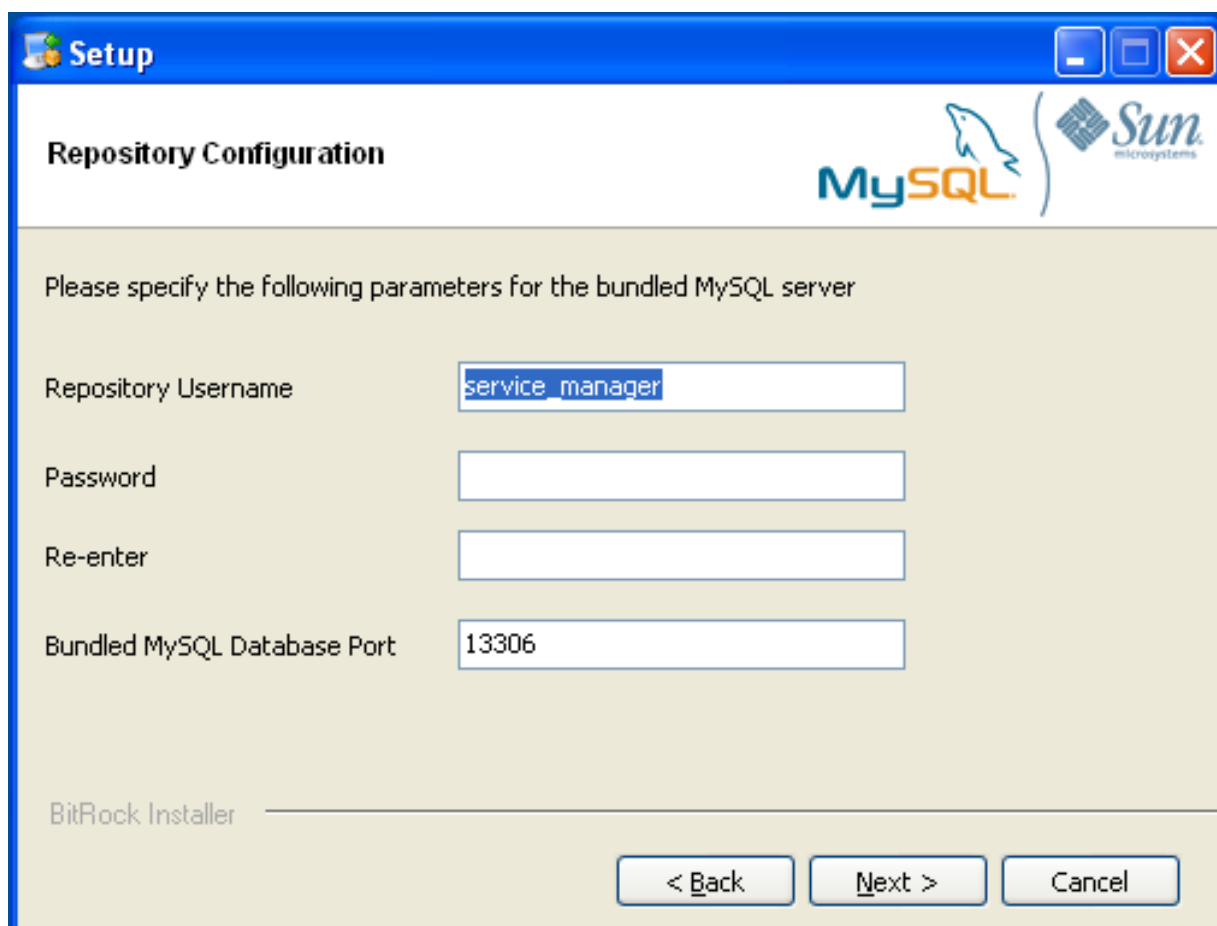 Setup
Repository Configuration
MySQL
Sun
microsystems
Please specify the following parameters for the bundled MySQL server
Repository Username service_manager
Password
Re-enter
Bundled MySQL Database Port 13306
BitRock Installer
< Back Next > Cancel